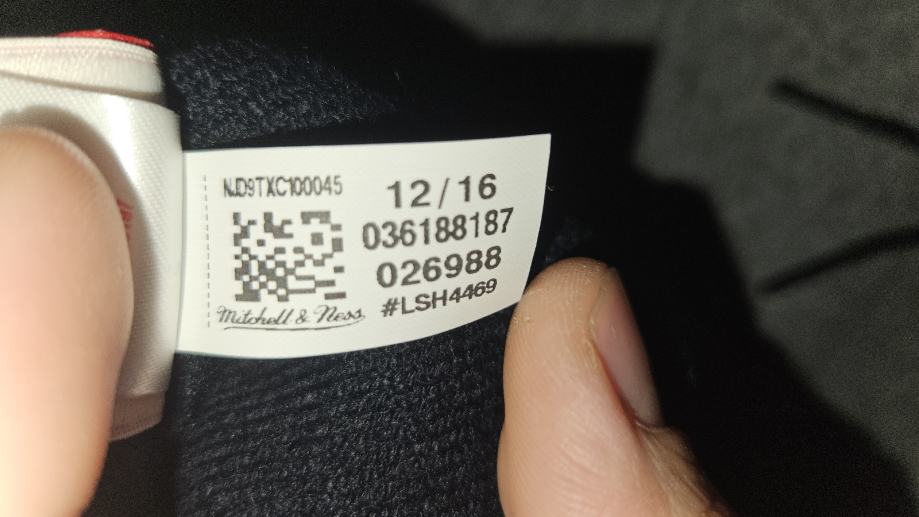 NJD9TXC100045
12/16
036188187
026988
#LSH4469
Mitchell & Ness